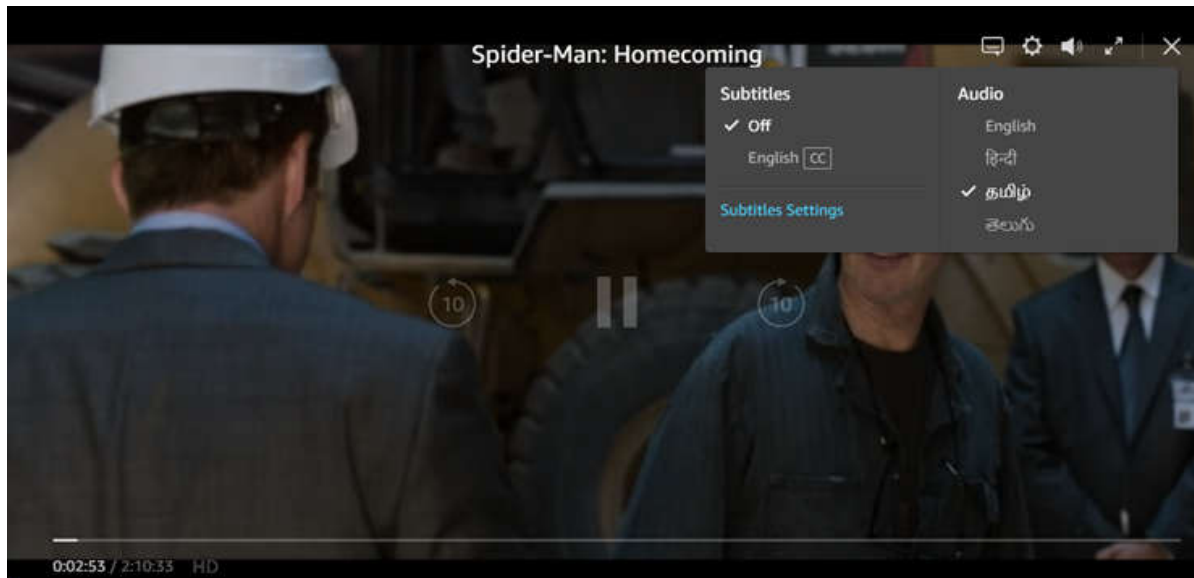 Spider-Man: Homecoming
Subtitles
Off
English CC
Subtitles Settings
Audio
English
हिन्दी
தமிழ்
తెలుగు
10
10
0:02:53 / 2:10:33 HD